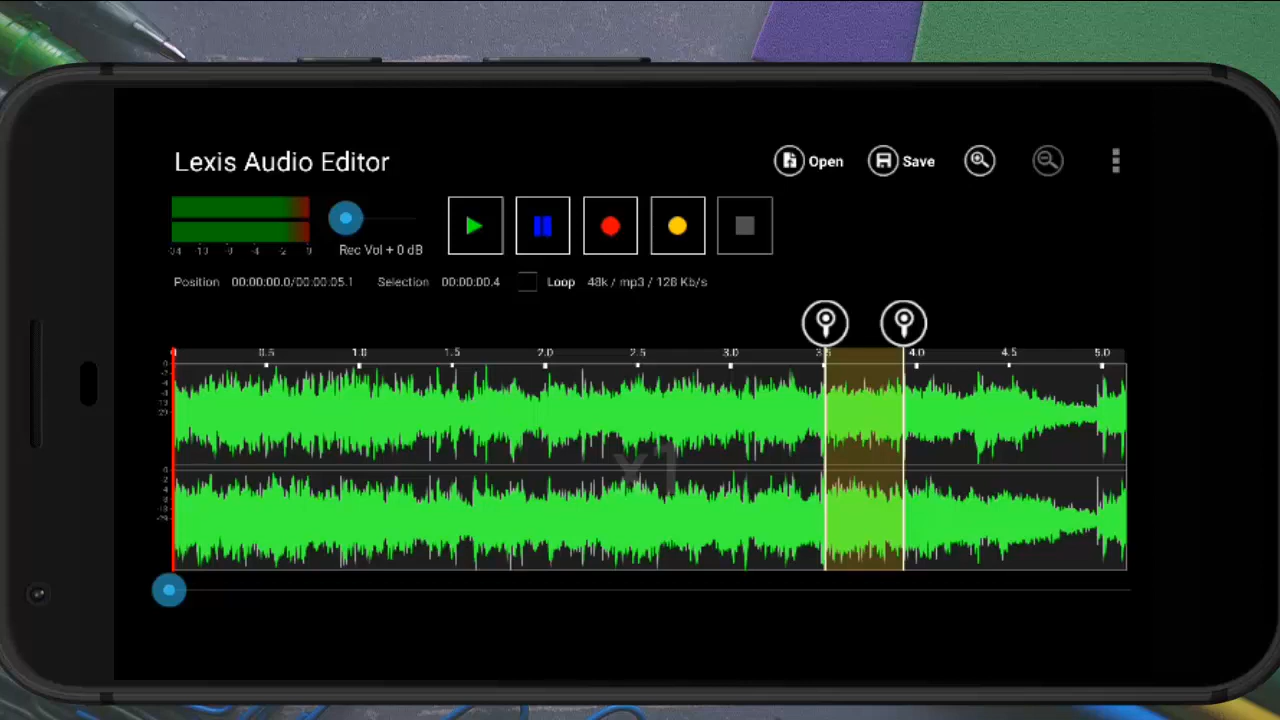 Lexis Audio Editor
Open
Save
Rec Vol + 0 dB
Position 00:00:00.0/00:00:05.1 Selection 00:00:00.4 Loop 48k / mp3 / 128 Kb/s
0.5 1.0 1.5 2.0 2.5 3.0 4.0 4.5 5.0
x1